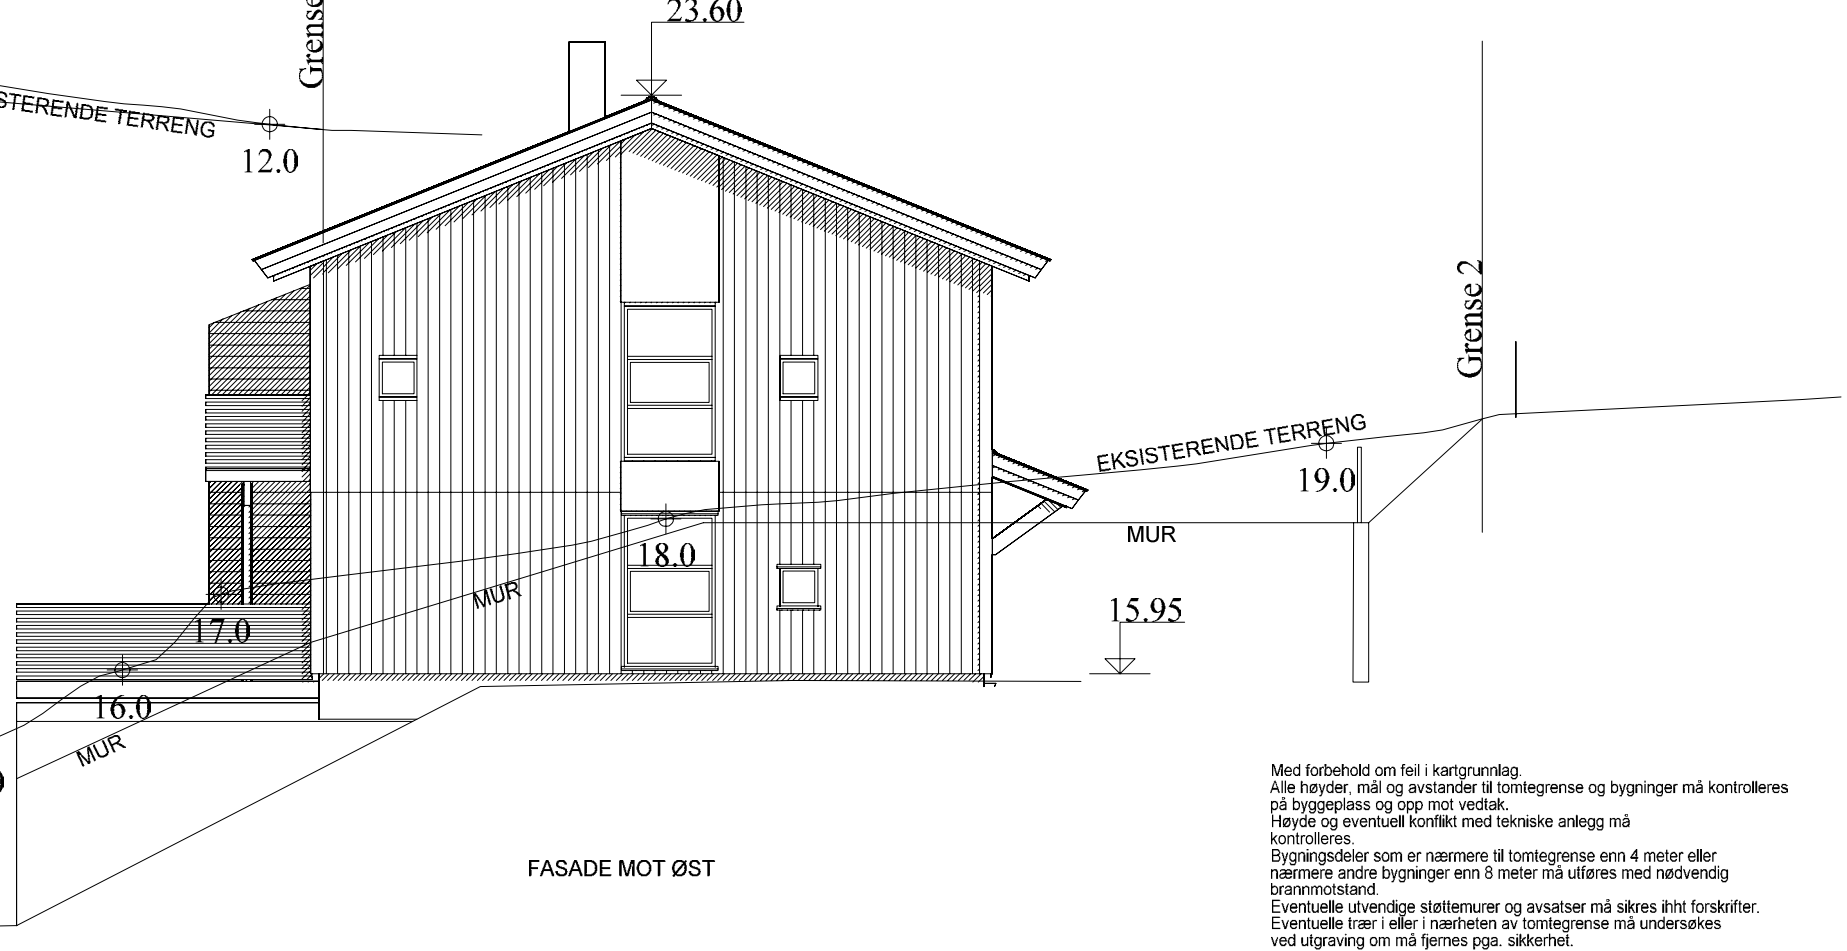 23.60
Grense
STERENDE TERRENG
12.0
Grense 2
EKSISTERENDE TERRENG
19.0
MUR
18.0
MUR
15.95
17.0
16.0
MUR
FASADE MOT ØST
Med forbehold om feil i kartgrunnlag.
Alle høyder, mål og avstander til tomtegrense og bygninger må kontrolleres
på byggeplass og opp mot vedtak.
Høyde og eventuell konflikt med tekniske anlegg må
kontrolleres.
Bygningsdeler som er nærmere til tomtegrense enn 4 meter eller
nærmere andre bygninger enn 8 meter må utføres med nødvendig
brannmotstand.
Eventuelle utvendige støttemurer og avsatser må sikres ihht forskrifter.
Eventuelle trær i eller i nærheten av tomtegrense må undersøkes
ved utgraving om må fjernes pga. sikkerhet.